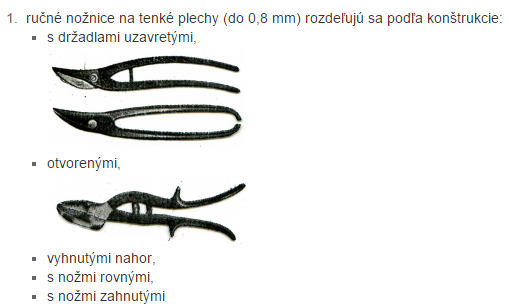 1. ručné nožnice na tenké plechy (do 0,8 mm) rozdeľujú sa podľa konštrukcie:
▪ s držadlami uzavretými,
▪ otvorenými,
▪ vyhnutými nahor,
▪ s nožmi rovnými,
▪ s nožmi zahnutými